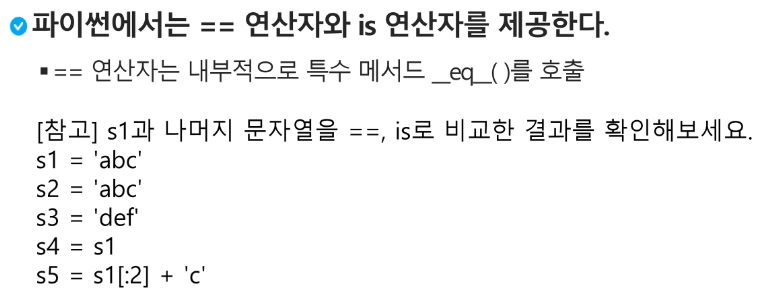 파이썬에서는 == 연산자와 is 연산자를 제공한다.
▪== 연산자는 내부적으로 특수 메서드 __eq__( )를 호출
[참고] s1과 나머지 문자열을 ==, is로 비교한 결과를 확인해보세요.
s1 = 'abc'
s2 = 'abc'
s3 = 'def'
s4 = s1
s5 = s1[:2] + 'c'